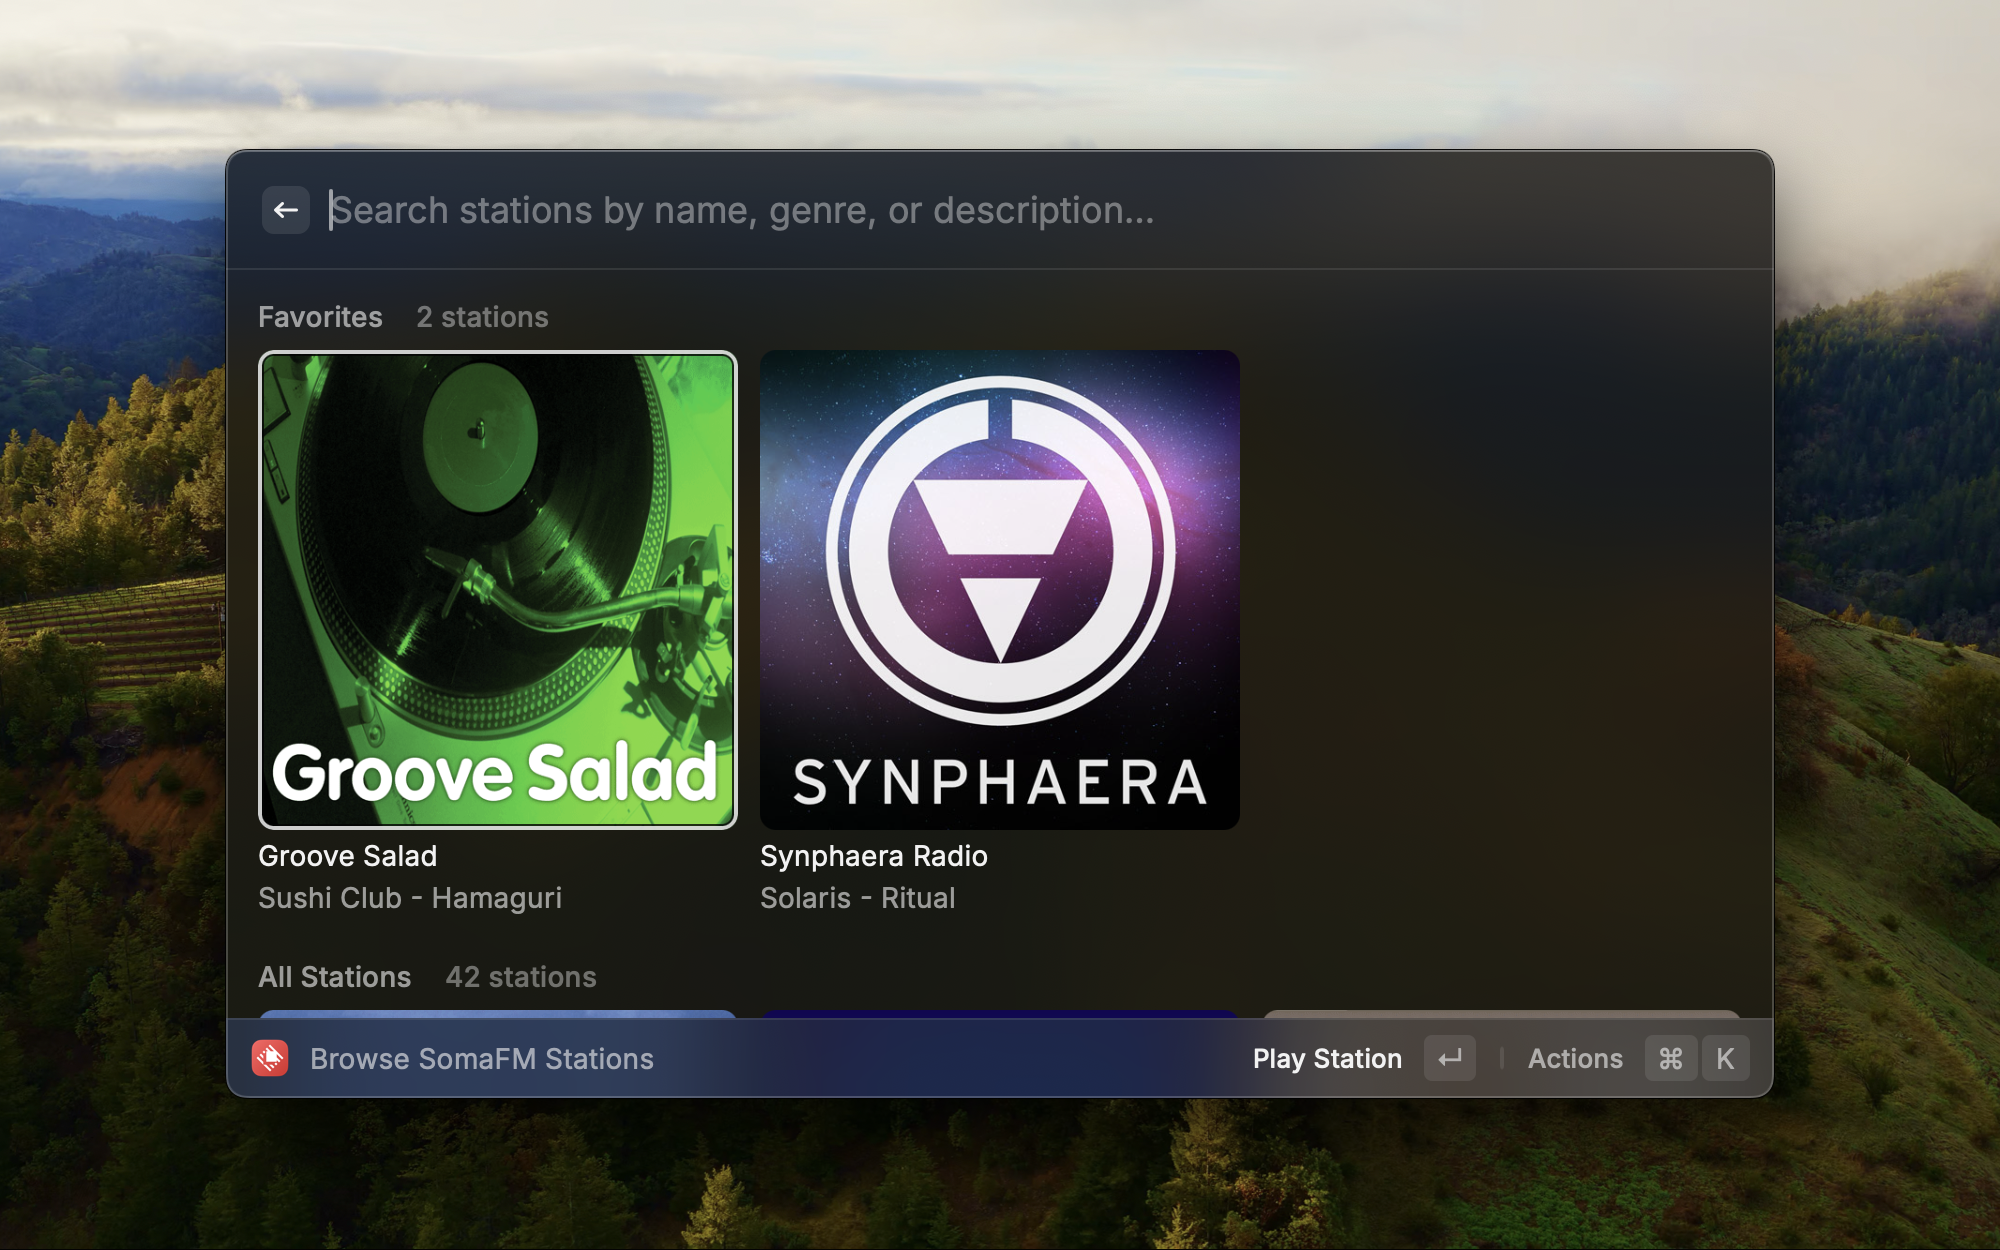 Search stations by name, genre, or description...
Favorites 2 stations
Groove Salad
SYNPHAERA
Groove Salad
Synphaera Radio
Sushi Club - Hamaguri
Solaris - Ritual
All Stations 42 stations
Browse SomaFM Stations
Play Station ↵ | Actions ⌘ K